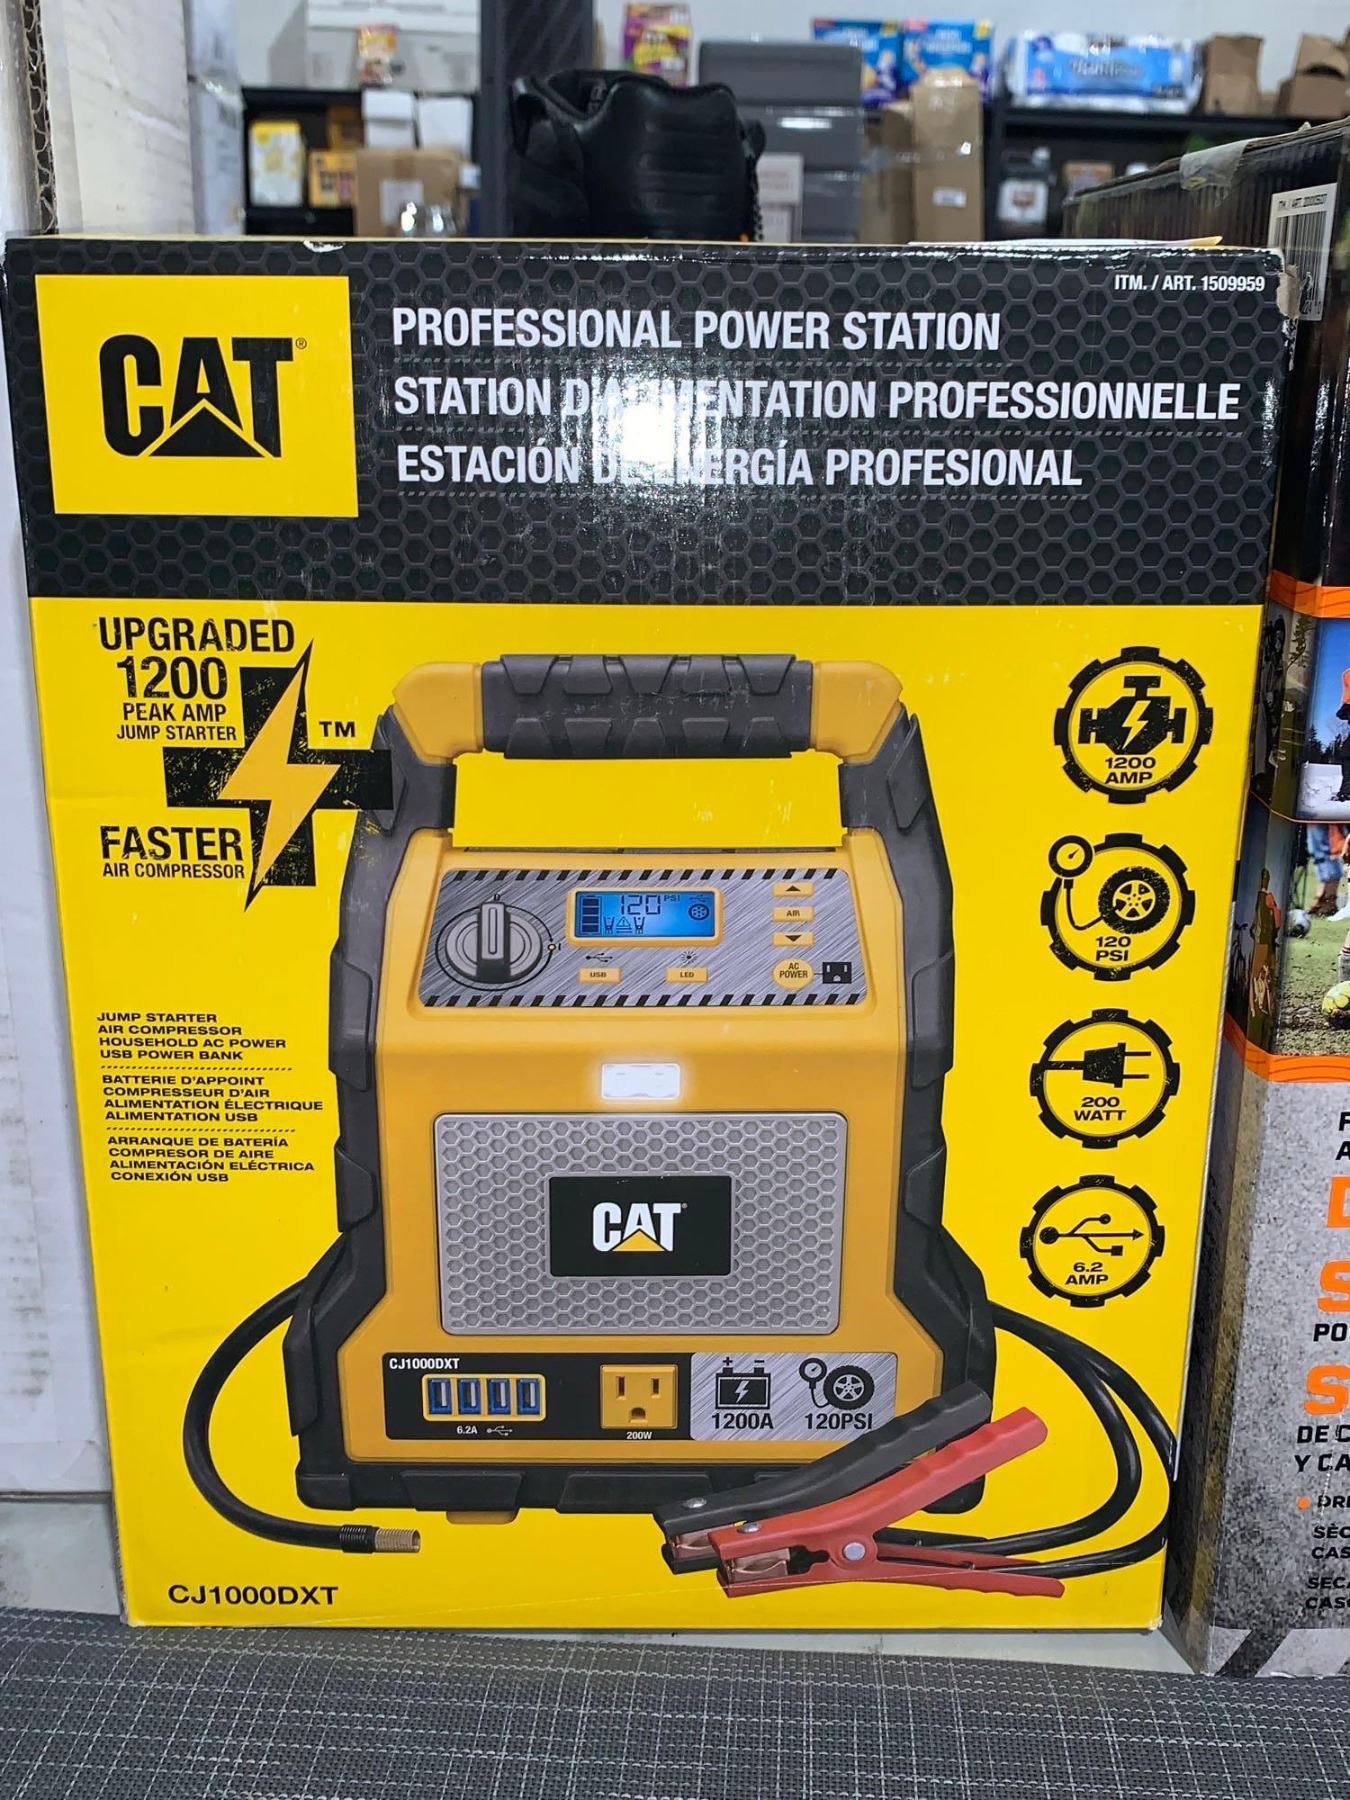 ITM. / ART. 1509959
CAT®
PROFESSIONAL POWER STATION
STATION D'ALIMENTATION PROFESSIONNELLE
ESTACIÓN DE ENERGÍA PROFESIONAL
UPGRADED
1200
PEAK AMP
JUMP STARTER
TM
FASTER
AIR COMPRESSOR
JUMP STARTER
AIR COMPRESSOR
HOUSEHOLD AC POWER
USB POWER BANK
BATTERIE D'APPOINT
COMPRESSEUR D'AIR
ALIMENTATION ÉLECTRIQUE
ALIMENTATION USB
ARRANQUE DE BATERÍA
COMPRESOR DE AIRE
ALIMENTACIÓN ELÉCTRICA
CONEXIÓN USB
120 PSI
AIR
USB
LED
AC
POWER
CAT
CJ1000DXT
6.2A
200W
1200A
120PSI
1200
AMP
120
PSI
200
WATT
6.2
AMP
CJ1000DXT
PO
DE C
Y CA